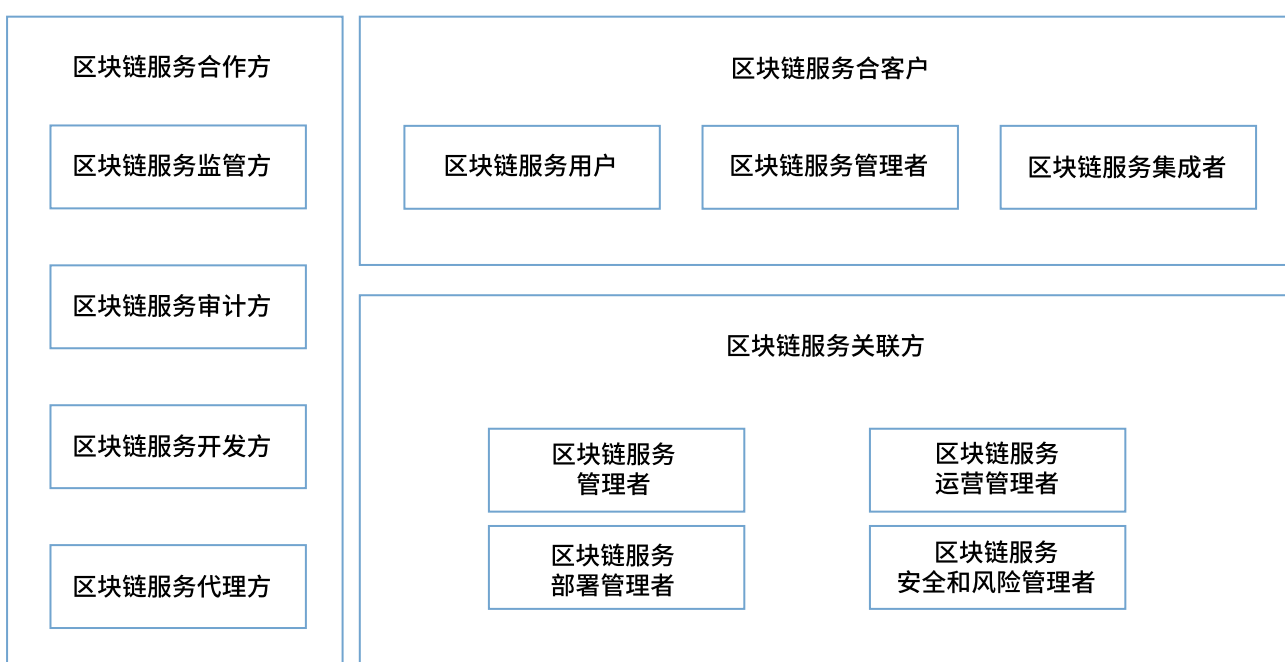 区块链服务合作方
区块链服务监管方
区块链服务审计方
区块链服务开发方
区块链服务代理方
区块链服务合客户
区块链服务用户
区块链服务管理者
区块链服务集成者
区块链服务关联方
区块链服务
管理者
区块链服务
运营管理者
区块链服务
部署管理者
区块链服务
安全和风险管理者